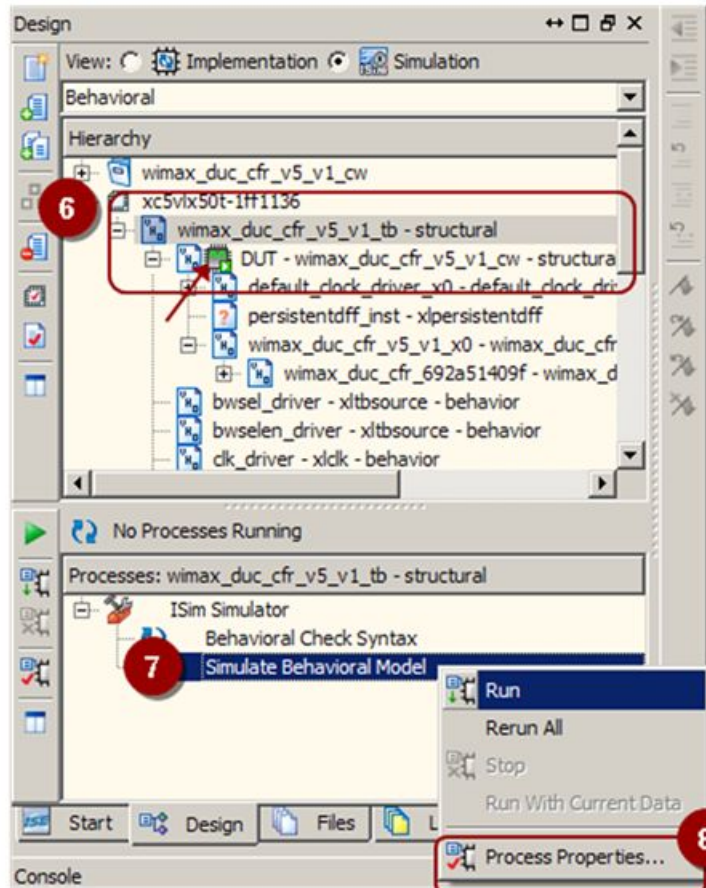 Design
View: Implementation Simulation
Behavioral
Hierarchy
wimax_duc_cfr_v5_v1_cw
xc5vlx50t-1ff1136
6
wimax_duc_cfr_v5_v1_tb - structural
DUT - wimax_duc_cfr_v5_v1_cw - structura
default_clock_driver_x0 - default_clock_dri
persistentdff_inst - xlpersistentdff
wimax_duc_cfr_v5_v1_x0 - wimax_duc_cfr
wimax_duc_cfr_692a51409f - wimax_d
bwsel_driver - xltbsource - behavior
bwselen_driver - xltbsource - behavior
clk_driver - xlclk - behavior
No Processes Running
Processes: wimax_duc_cfr_v5_v1_tb - structural
ISim Simulator
Behavioral Check Syntax
7
Simulate Behavioral Model
Run
Rerun All
Stop
Run With Current Data
8
Process Properties...
ISE Start Design Files L
Console